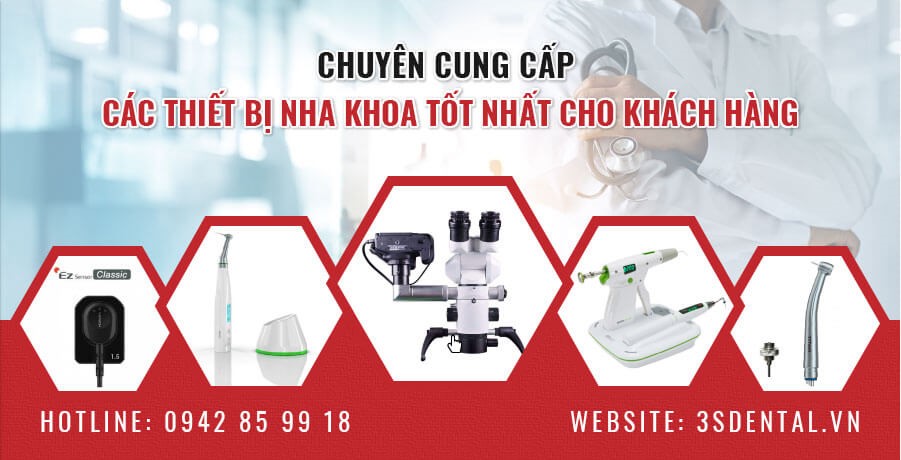 CHUYÊN CUNG CẤP
CÁC THIẾT BỊ NHA KHOA TỐT NHẤT CHO KHÁCH HÀNG
Ez Sensor Classic
1.5
HOTLINE: 0942 85 99 18
WEBSITE: 3SDENTAL.VN